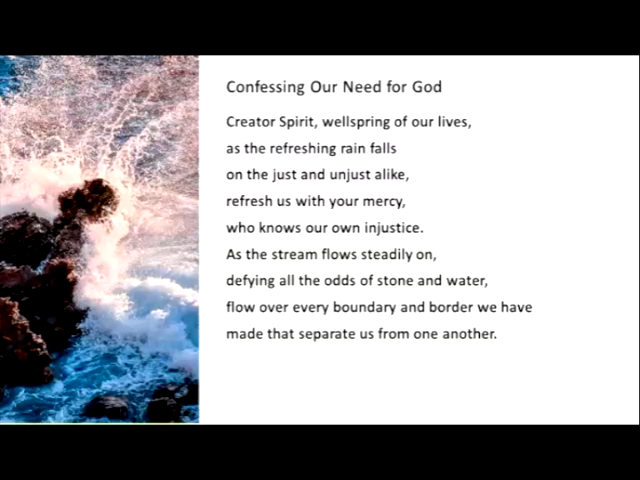 Confessing Our Need for God
Creator Spirit, wellspring of our lives,
as the refreshing rain falls
on the just and unjust alike,
refresh us with your mercy,
who knows our own injustice.
As the stream flows steadily on,
defying all the odds of stone and water,
flow over every boundary and border we have
made that separate us from one another.